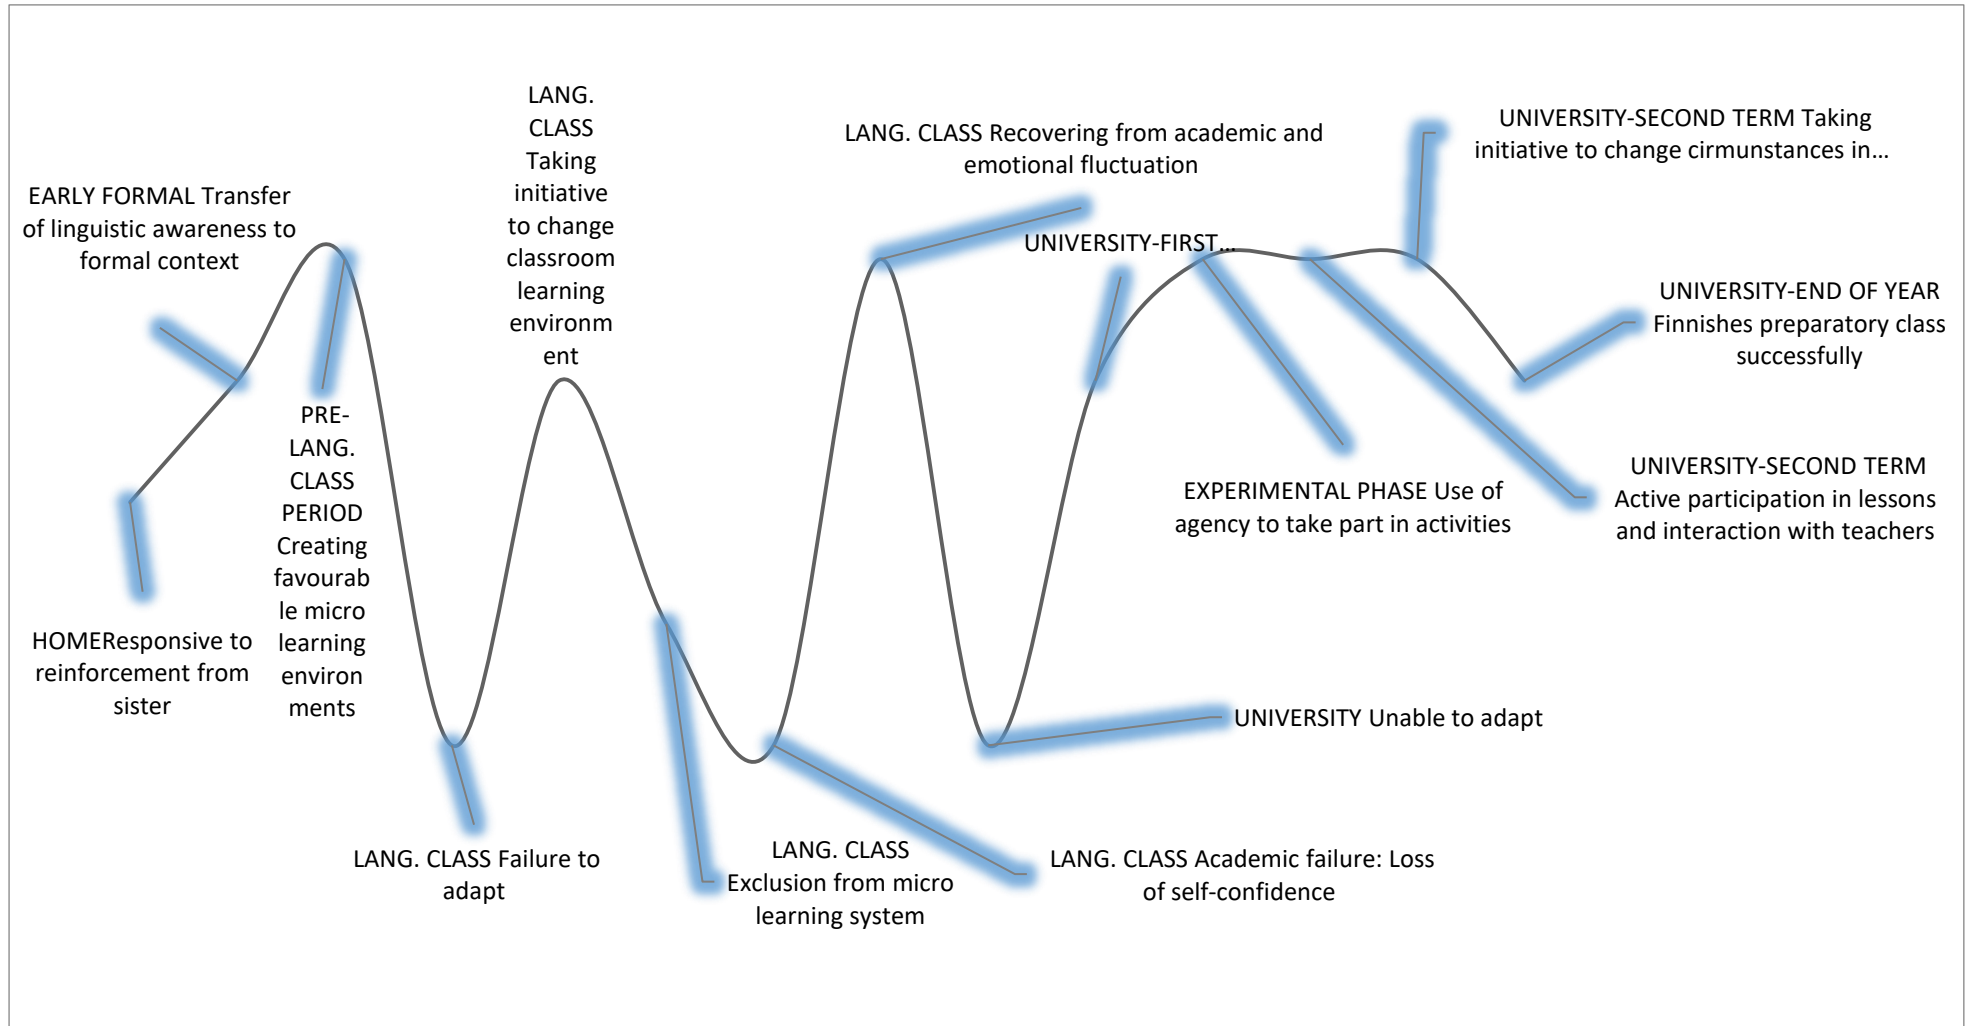 EARLY FORMAL Transfer
of linguistic awareness to
formal context
HOMEResponsive to
reinforcement from
sister
PRE-
LANG.
CLASS
PERIOD
Creating
favourab
le micro
learning
environ
ments
LANG. CLASS Failure to
adapt
LANG.
CLASS
Taking
initiative
to change
classroom
learning
environm
ent
LANG. CLASS
Exclusion from micro
learning system
LANG. CLASS Academic failure: Loss
of self-confidence
LANG. CLASS Recovering from academic and
emotional fluctuation
UNIVERSITY Unable to adapt
UNIVERSITY-FIRST...
EXPERIMENTAL PHASE Use of
agency to take part in activities
UNIVERSITY-SECOND TERM
Active participation in lessons
and interaction with teachers
UNIVERSITY-SECOND TERM Taking
initiative to change cirmunstances in...
UNIVERSITY-END OF YEAR
Finnishes preparatory class
successfully